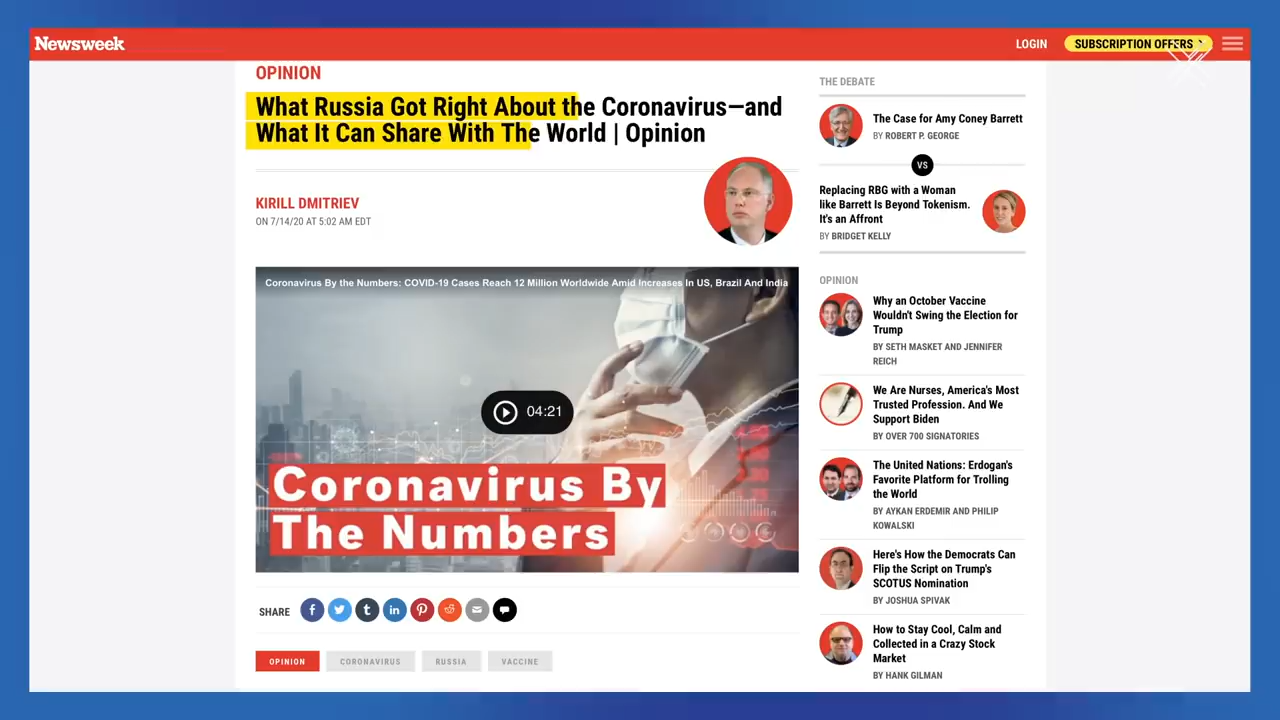 Newsweek
LOGIN
SUBSCRIPTION OFFERS
OPINION
What Russia Got Right About the Coronavirus—and
What It Can Share With The World | Opinion
KIRILL DMITRIEV
ON 7/14/20 AT 5:02 AM EDT
Coronavirus By the Numbers: COVID-19 Cases Reach 12 Million Worldwide Amid Increases In US, Brazil And India
04:21
Coronavirus By
The Numbers
SHARE
OPINION
CORONAVIRUS
RUSSIA
VACCINE
THE DEBATE
The Case for Amy Coney Barrett
BY ROBERT P. GEORGE
VS
Replacing RBG with a Woman
like Barrett Is Beyond Tokenism.
It's an Affront
BY BRIDGET KELLY
OPINION
Why an October Vaccine
Wouldn't Swing the Election for
Trump
BY SETH MASKET AND JENNIFER
REICH
We Are Nurses, America's Most
Trusted Profession. And We
Support Biden
BY OVER 700 SIGNATORIES
The United Nations: Erdogan's
Favorite Platform for Trolling
the World
BY AYKAN ERDEMIR AND PHILIP
KOWALSKI
Here's How the Democrats Can
Flip the Script on Trump's
SCOTUS Nomination
BY JOSHUA SPIVAK
How to Stay Cool, Calm and
Collected in a Crazy Stock
Market
BY HANK GILMAN